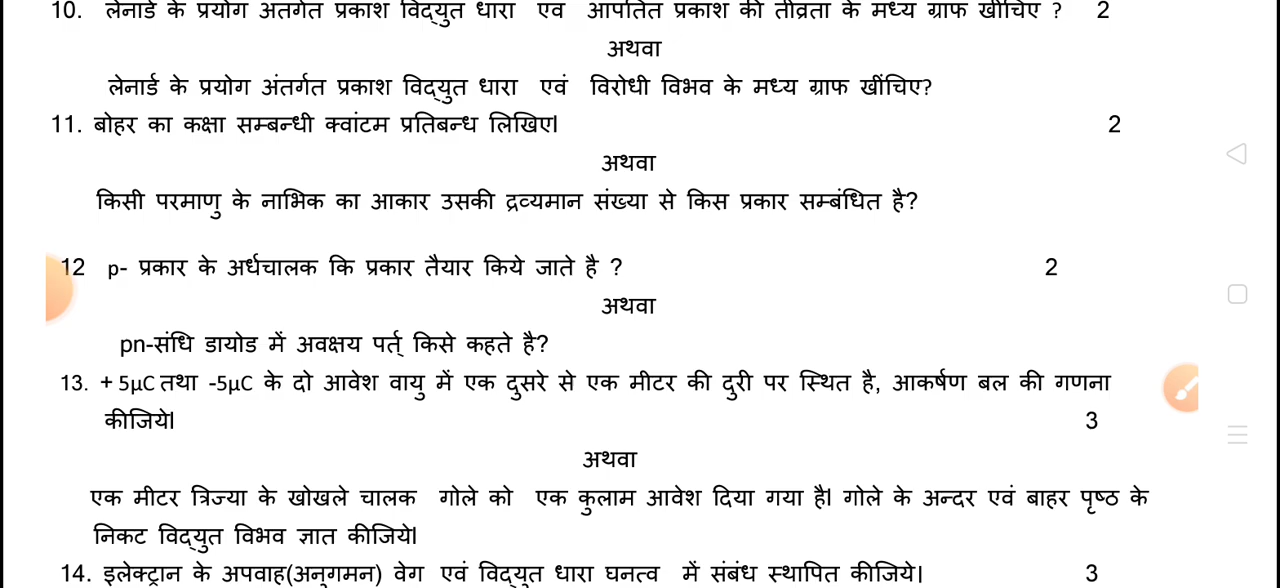 10. लेनार्ड के प्रयोग अंतर्गत प्रकाश विद्युत धारा एवं आपतित प्रकाश की तीव्रता के मध्य ग्राफ खींचिए ? 2
अथवा
लेनार्ड के प्रयोग अंतर्गत प्रकाश विद्युत धारा एवं विरोधी विभव के मध्य ग्राफ खींचिए?
11. बोहर का कक्षा सम्बन्धी क्वांटम प्रतिबन्ध लिखिए। 2
अथवा
किसी परमाणु के नाभिक का आकार उसकी द्रव्यमान संख्या से किस प्रकार सम्बंधित है?
12 p- प्रकार के अर्धचालक कि प्रकार तैयार किये जाते है ? 2
अथवा
pn-संधि डायोड में अवक्षय पर्त् किसे कहते है?
13. + 5μC तथा -5μC के दो आवेश वायु में एक दुसरे से एक मीटर की दुरी पर स्थित है, आकर्षण बल की गणना
कीजिये। 3
अथवा
एक मीटर त्रिज्या के खोखले चालक गोले को एक कुलाम आवेश दिया गया है। गोले के अन्दर एवं बाहर पृष्ठ के
निकट विद्युत विभव ज्ञात कीजिये।
14. इलेक्ट्रान के अपवाह(अनुगमन) वेग एवं विद्युत धारा घनत्व में संबंध स्थापित कीजिये। 3